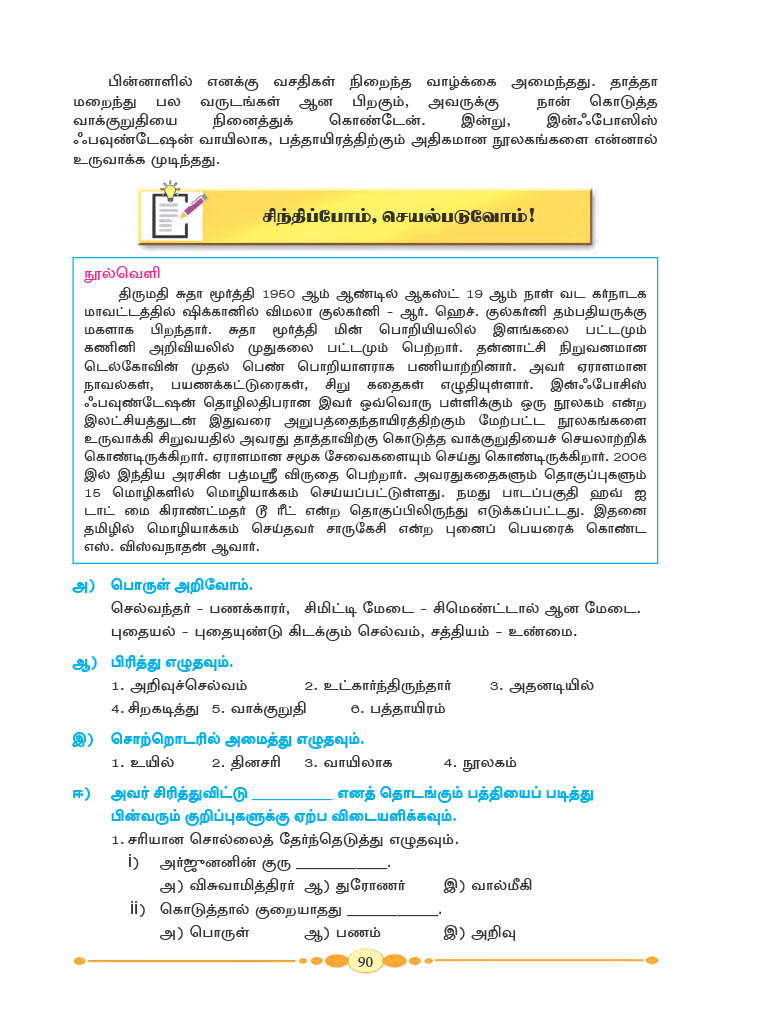 பின்னாளில் எனக்கு வசதிகள் நிறைந்த வாழ்க்கை அமைந்தது. தாத்தா
மறைந்து பல வருடங்கள் ஆன பிறகும், அவருக்கு நான் கொடுத்த
வாக்குறுதியை நினைத்துக் கொண்டேன். இன்று, இன்ஃபோஸிஸ்
ஃபவுண்டேஷன் வாயிலாக, பத்தாயிரத்திற்கும் அதிகமான நூலகங்களை என்னால்
உருவாக்க முடிந்தது.
சிந்திப்போம், செயல்படுவோம்!
நூல்வெளி
திருமதி சுதா மூர்த்தி 1950 ஆம் ஆண்டில் ஆகஸ்ட் 19 ஆம் நாள் வட கர்நாடக
மாவட்டத்தில் ஷிக்கானில் விமலா குல்கர்னி - ஆர். ஹெச். குல்கர்னி தம்பதியருக்கு
மகளாக பிறந்தார். சுதா மூர்த்தி மின் பொறியியலில் இளங்கலை பட்டமும்
கணினி அறிவியலில் முதுகலை பட்டமும் பெற்றார். தன்னாட்சி நிறுவனமான
டெல்கோவின் முதல் பெண் பொறியாளராக பணியாற்றினார். அவர் ஏராளமான
நாவல்கள், பயணக்கட்டுரைகள், சிறு கதைகள் எழுதியுள்ளார். இன்ஃபோசிஸ்
ஃபவுண்டேஷன் தொழிலதிபரான இவர் ஒவ்வொரு பள்ளிக்கும் ஒரு நூலகம் என்ற
இலட்சியத்துடன் இதுவரை அறுபத்தைந்தாயிரத்திற்கும் மேற்பட்ட நூலகங்களை
உருவாக்கி சிறுவயதில் அவரது தாத்தாவிற்கு கொடுத்த வாக்குறுதியைச் செயலாற்றிக்
கொண்டிருக்கிறார். ஏராளமான சமூக சேவைகளையும் செய்து கொண்டிருக்கிறார். 2006
இல் இந்திய அரசின் பத்மஸ்ரீ விருதை பெற்றார். அவரதுகதைகளும் தொகுப்புகளும்
15 மொழிகளில் மொழியாக்கம் செய்யப்பட்டுள்ளது. நமது பாடப்பகுதி ஹவ் ஐ
டாட் மை கிராண்ட்மதர் டூ ரீட் என்ற தொகுப்பிலிருந்து எடுக்கப்பட்டது. இதனை
தமிழில் மொழியாக்கம் செய்தவர் சாருகேசி என்ற புனைப் பெயரைக் கொண்ட
எஸ். விஸ்வநாதன் ஆவார்.
அ) பொருள் அறிவோம்.
செல்வந்தர் - பணக்காரர், சிமிட்டி மேடை - சிமெண்ட்டால் ஆன மேடை.
புதையல் - புதையுண்டு கிடக்கும் செல்வம், சத்தியம் - உண்மை.
ஆ) பிரித்து எழுதவும்.
1. அறிவுச்செல்வம் 2. உட்கார்ந்திருந்தார் 3. அதனடியில்
4. சிறகடித்து 5. வாக்குறுதி 6. பத்தாயிரம்
இ) சொற்றொடரில் அமைத்து எழுதவும்.
1. உயில் 2. தினசரி 3. வாயிலாக 4. நூலகம்
ஈ) அவர் சிரித்துவிட்டு __________ எனத் தொடங்கும் பத்தியைப் படித்து
பின்வரும் குறிப்புகளுக்கு ஏற்ப விடையளிக்கவும்.
1. சரியான சொல்லைத் தேர்ந்தெடுத்து எழுதவும்.
i) அர்ஜுனனின் குரு ___________.
அ) விசுவாமித்திரர் ஆ) துரோணர் இ) வால்மீகி
ii) கொடுத்தால் குறையாதது ___________.
அ) பொருள் ஆ) பணம் இ) அறிவு
90